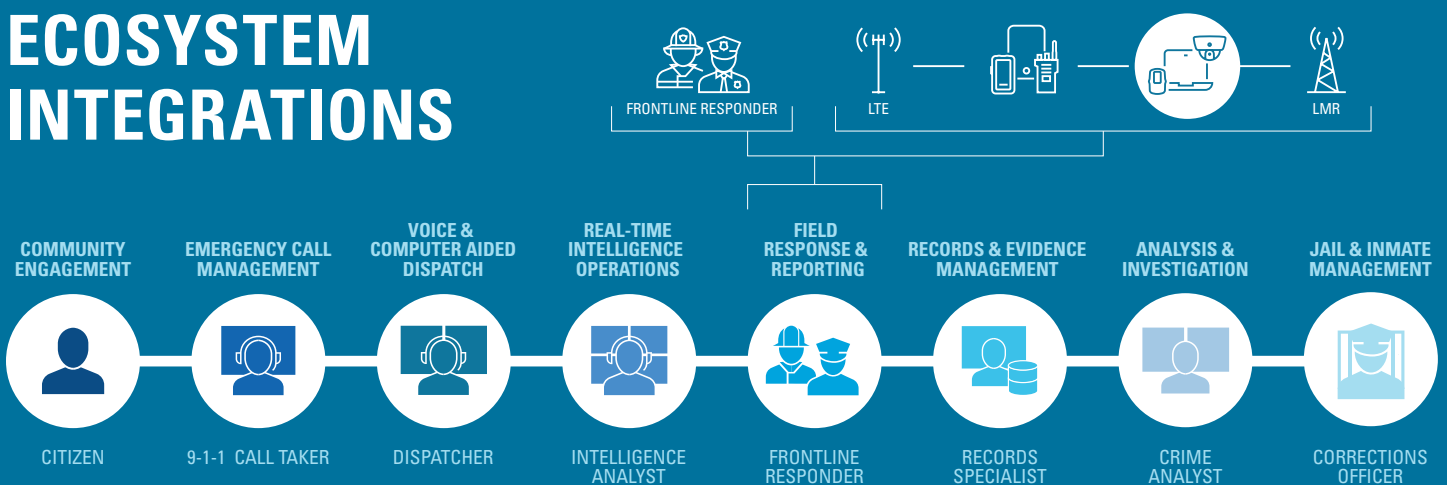 ECOSYSTEM
INTEGRATIONS
FRONTLINE RESPONDER
LTE
LMR
COMMUNITY
ENGAGEMENT
EMERGENCY CALL
MANAGEMENT
VOICE &
COMPUTER AIDED
DISPATCH
REAL-TIME
INTELLIGENCE
OPERATIONS
FIELD
RESPONSE &
REPORTING
RECORDS & EVIDENCE
MANAGEMENT
ANALYSIS &
INVESTIGATION
JAIL & INMATE
MANAGEMENT
CITIZEN
9-1-1 CALL TAKER
DISPATCHER
INTELLIGENCE
ANALYST
FRONTLINE
RESPONDER
RECORDS
SPECIALIST
CRIME
ANALYST
CORRECTIONS
OFFICER